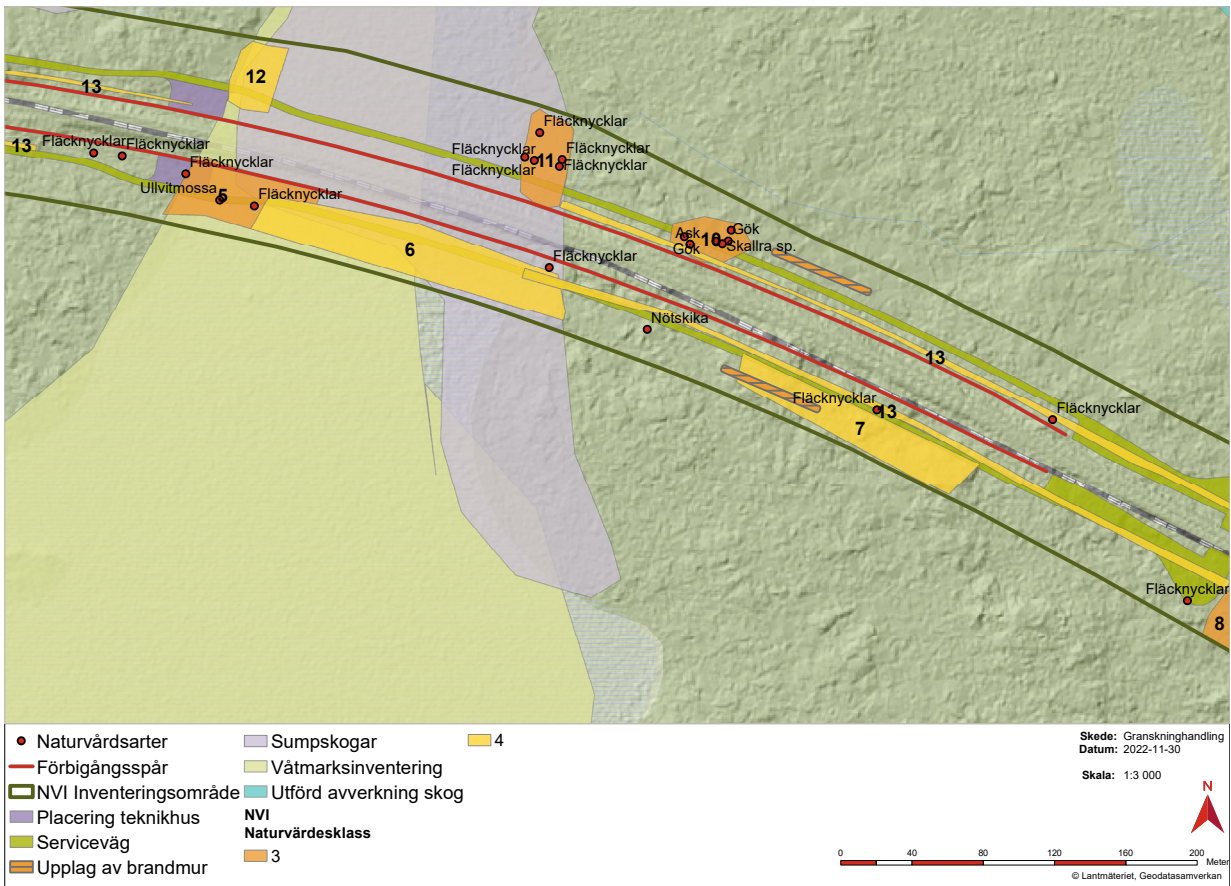 12
13
Fläcknycklar
Fläcknycklar
Fläcknycklar
13
Fläcknycklar
Fläcknycklar
Fläcknycklar
11
Fläcknycklar
Fläcknycklar
Fläcknycklar
Ullvitmossa
5
Fläcknycklar
6
Ask
10
Gök
Gök
Skallra sp.
Fläcknycklar
Nötskika
13
Fläcknycklar
13
7
Fläcknycklar
Fläcknycklar
8
Naturvårdsarter
Förbigångsspår
NVI Inventeringsområde
Placering teknikhus
Serviceväg
Upplag av brandmur
Sumpskogar
Våtmarksinventering
Utförd avverkning skog
NVI
Naturvärdesklass
3
4
Skede: Granskninghandling
Datum: 2022-11-30
Skala: 1:3 000
N
0 40 80 120 160 200
Meter
© Lantmäteriet, Geodatasamverkan